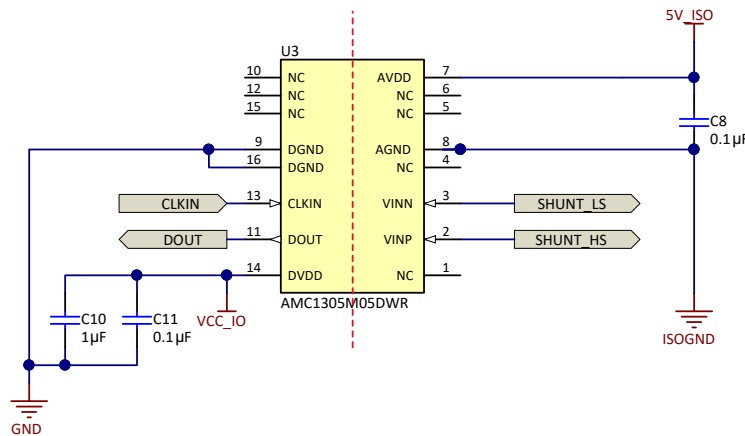 5V_ISO
U3
10 NC AVDD 7
12 NC NC 6
15 NC NC 5
C8
0.1µF
9 DGND AGND 8
16 DGND NC 4
CLKIN 13 CLKIN VINN 3 SHUNT_LS
DOUT 11 DOUT VINP 2 SHUNT_HS
14 DVDD NC 1
AMC1305M05DWR
C10
1µF
C11
0.1µF
VCC_IO
ISOGND
GND